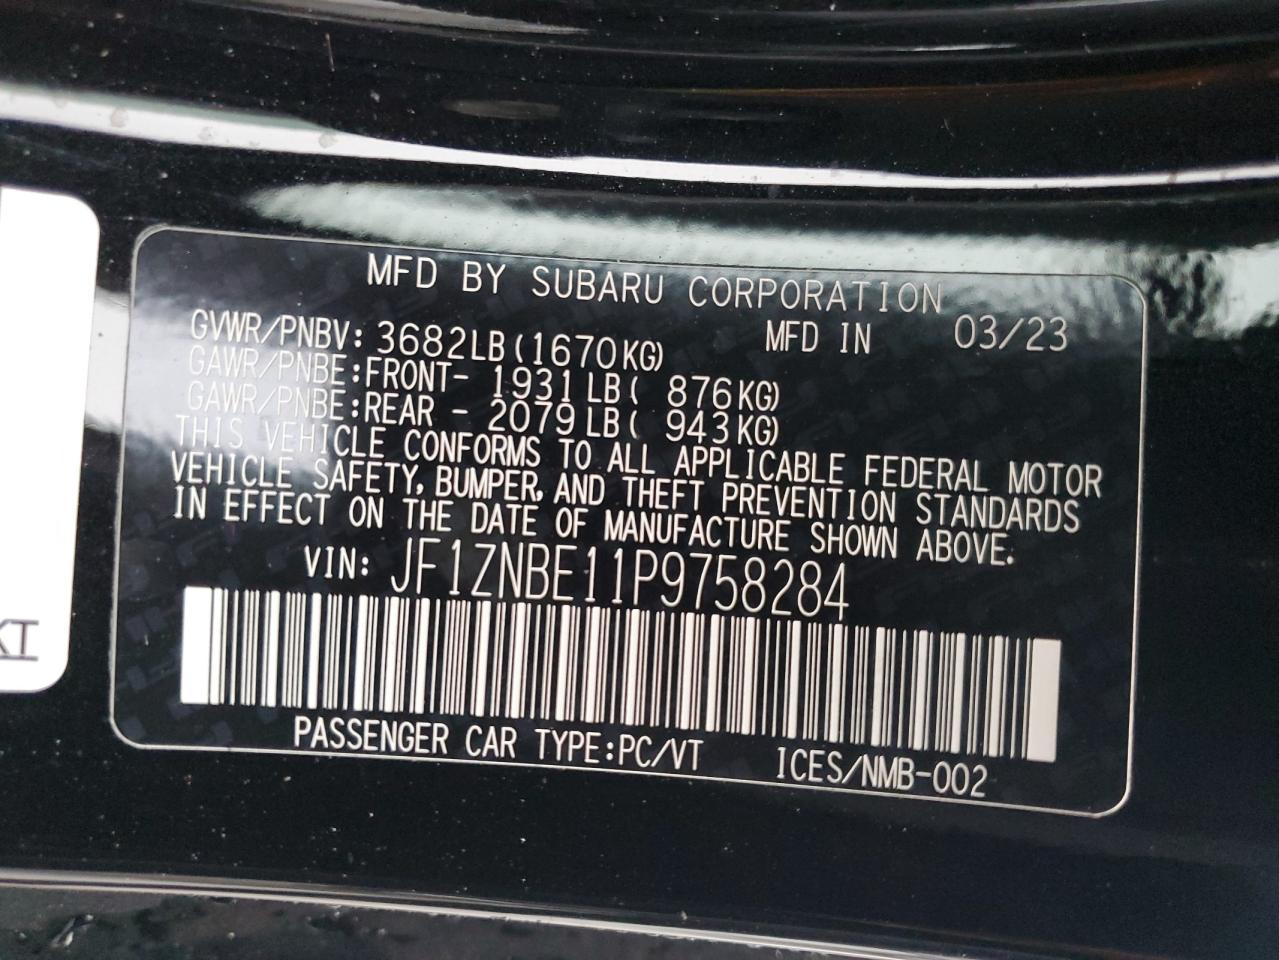 MFD BY SUBARU CORPORATION
MFD IN 03/23
GVWR/PNBV: 3682LB(1670KG)
GAWR/PNBE:FRONT- 1931LB( 876KG)
GAWR/PNBE:REAR - 2079LB( 943KG)
THIS VEHICLE CONFORMS TO ALL APPLICABLE FEDERAL MOTOR
VEHICLE SAFETY, BUMPER, AND THEFT PREVENTION STANDARDS
IN EFFECT ON THE DATE OF MANUFACTURE SHOWN ABOVE.
VIN: JF1ZNBE11P9758284
PASSENGER CAR TYPE:PC/VT ICES/NMB-002